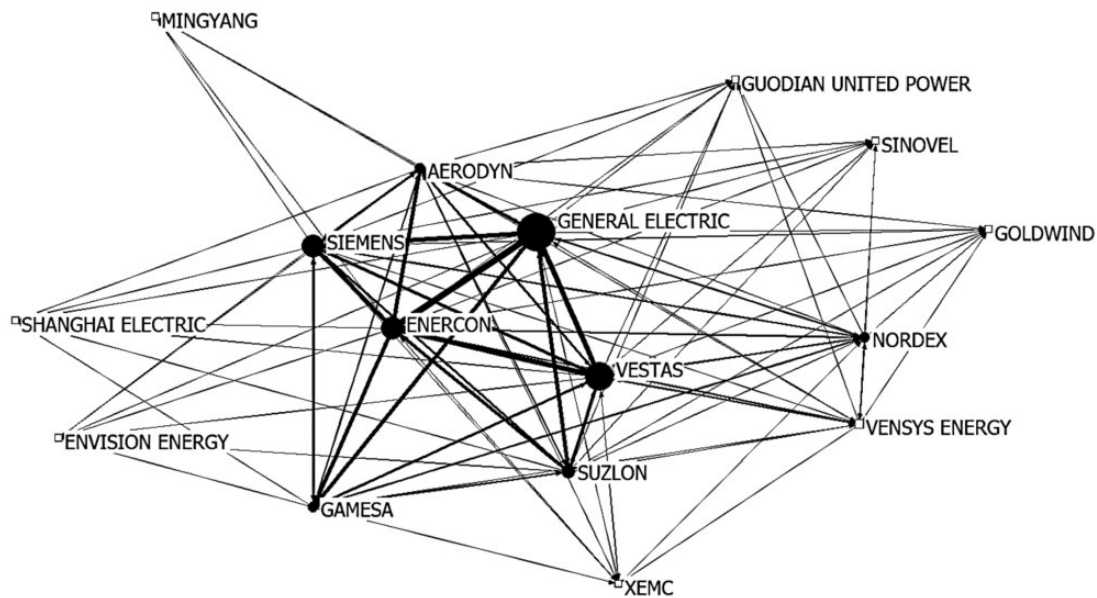 MINGYANG
GUODIAN UNITED POWER
SINOVEL
AERODYN
GENERAL ELECTRIC
GOLDWIND
SIEMENS
SHANGHAI ELECTRIC
ENERCON
NORDEX
VESTAS
VENSYS ENERGY
ENVISION ENERGY
SUZLON
GAMESA
XEMC